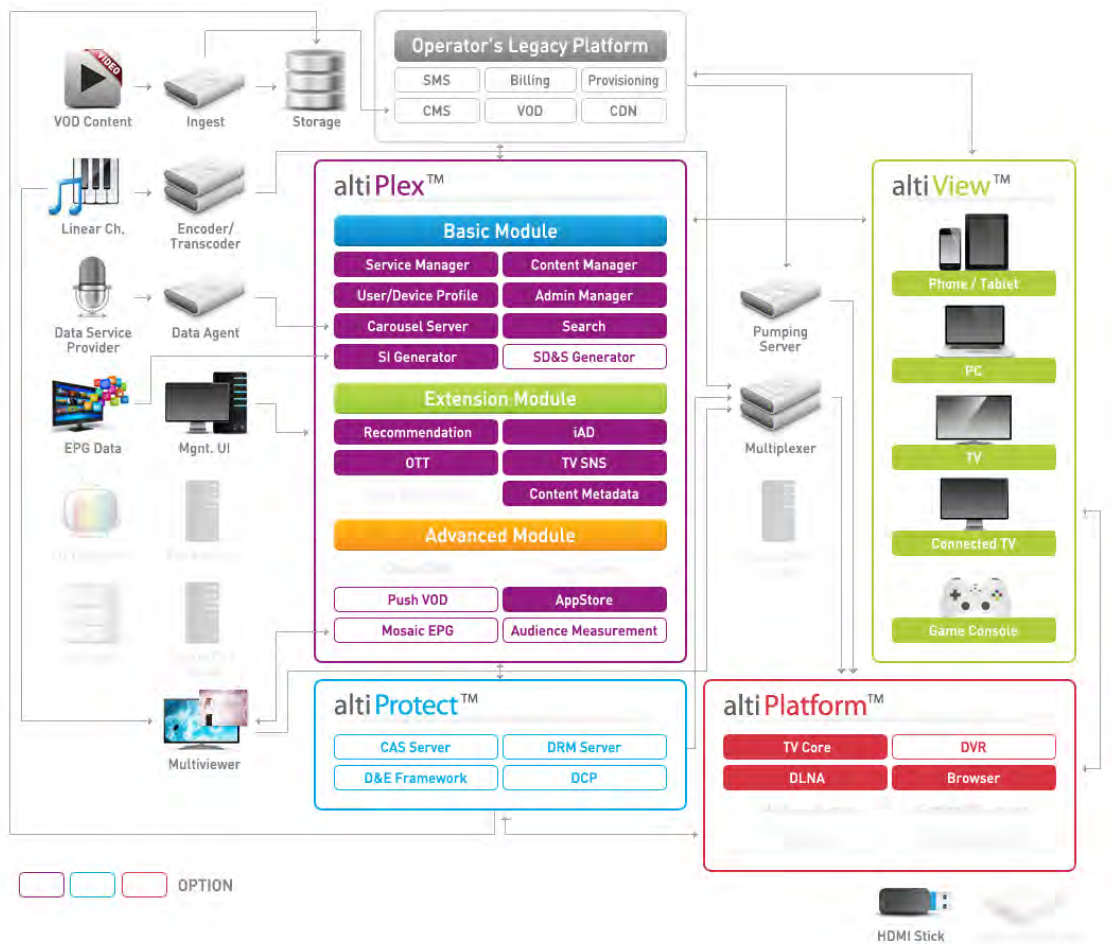 Operator's Legacy Platform
SMS
Billing
Provisioning
CMS
VOD
CDN
VIDEO
VOD Content
Ingest
Storage
Linear Ch.
Encoder/
Transcoder
Data Service
Provider
Data Agent
EPG Data
Mgnt. UI
Multiviewer
altiPlex™
Basic Module
Service Manager
Content Manager
User/Device Profile
Admin Manager
Carousel Server
Search
SI Generator
SD&S Generator
Extension Module
Recommendation
iAD
OTT
TV SNS
Content Metadata
Advanced Module
Push VOD
AppStore
Mosaic EPG
Audience Measurement
Pumping
Server
Multiplexer
altiView™
Phone / Tablet
PC
TV
Connected TV
Game Console
altiProtect™
CAS Server
DRM Server
D&E Framework
DCP
altiPlatform™
TV Core
DVR
DLNA
Browser
OPTION
HDMI Stick